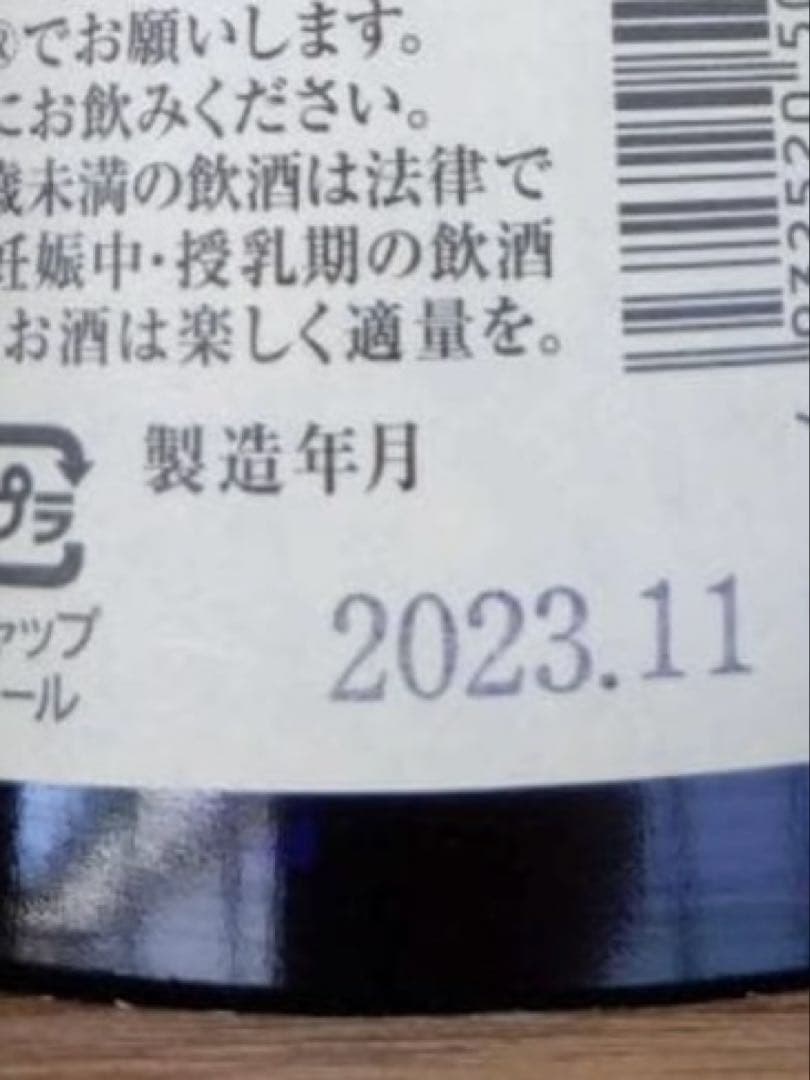 でお願いします。
にお飲みください。
歳未満の飲酒は法律で
妊娠中・授乳期の飲酒
お酒は楽しく適量を。
製造年月
プラ
ャップ
ール
2023.11